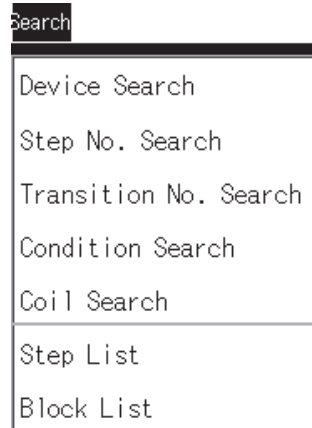 Search
Device Search
Step No. Search
Transition No. Search
Condition Search
Coil Search
Step List
Block List